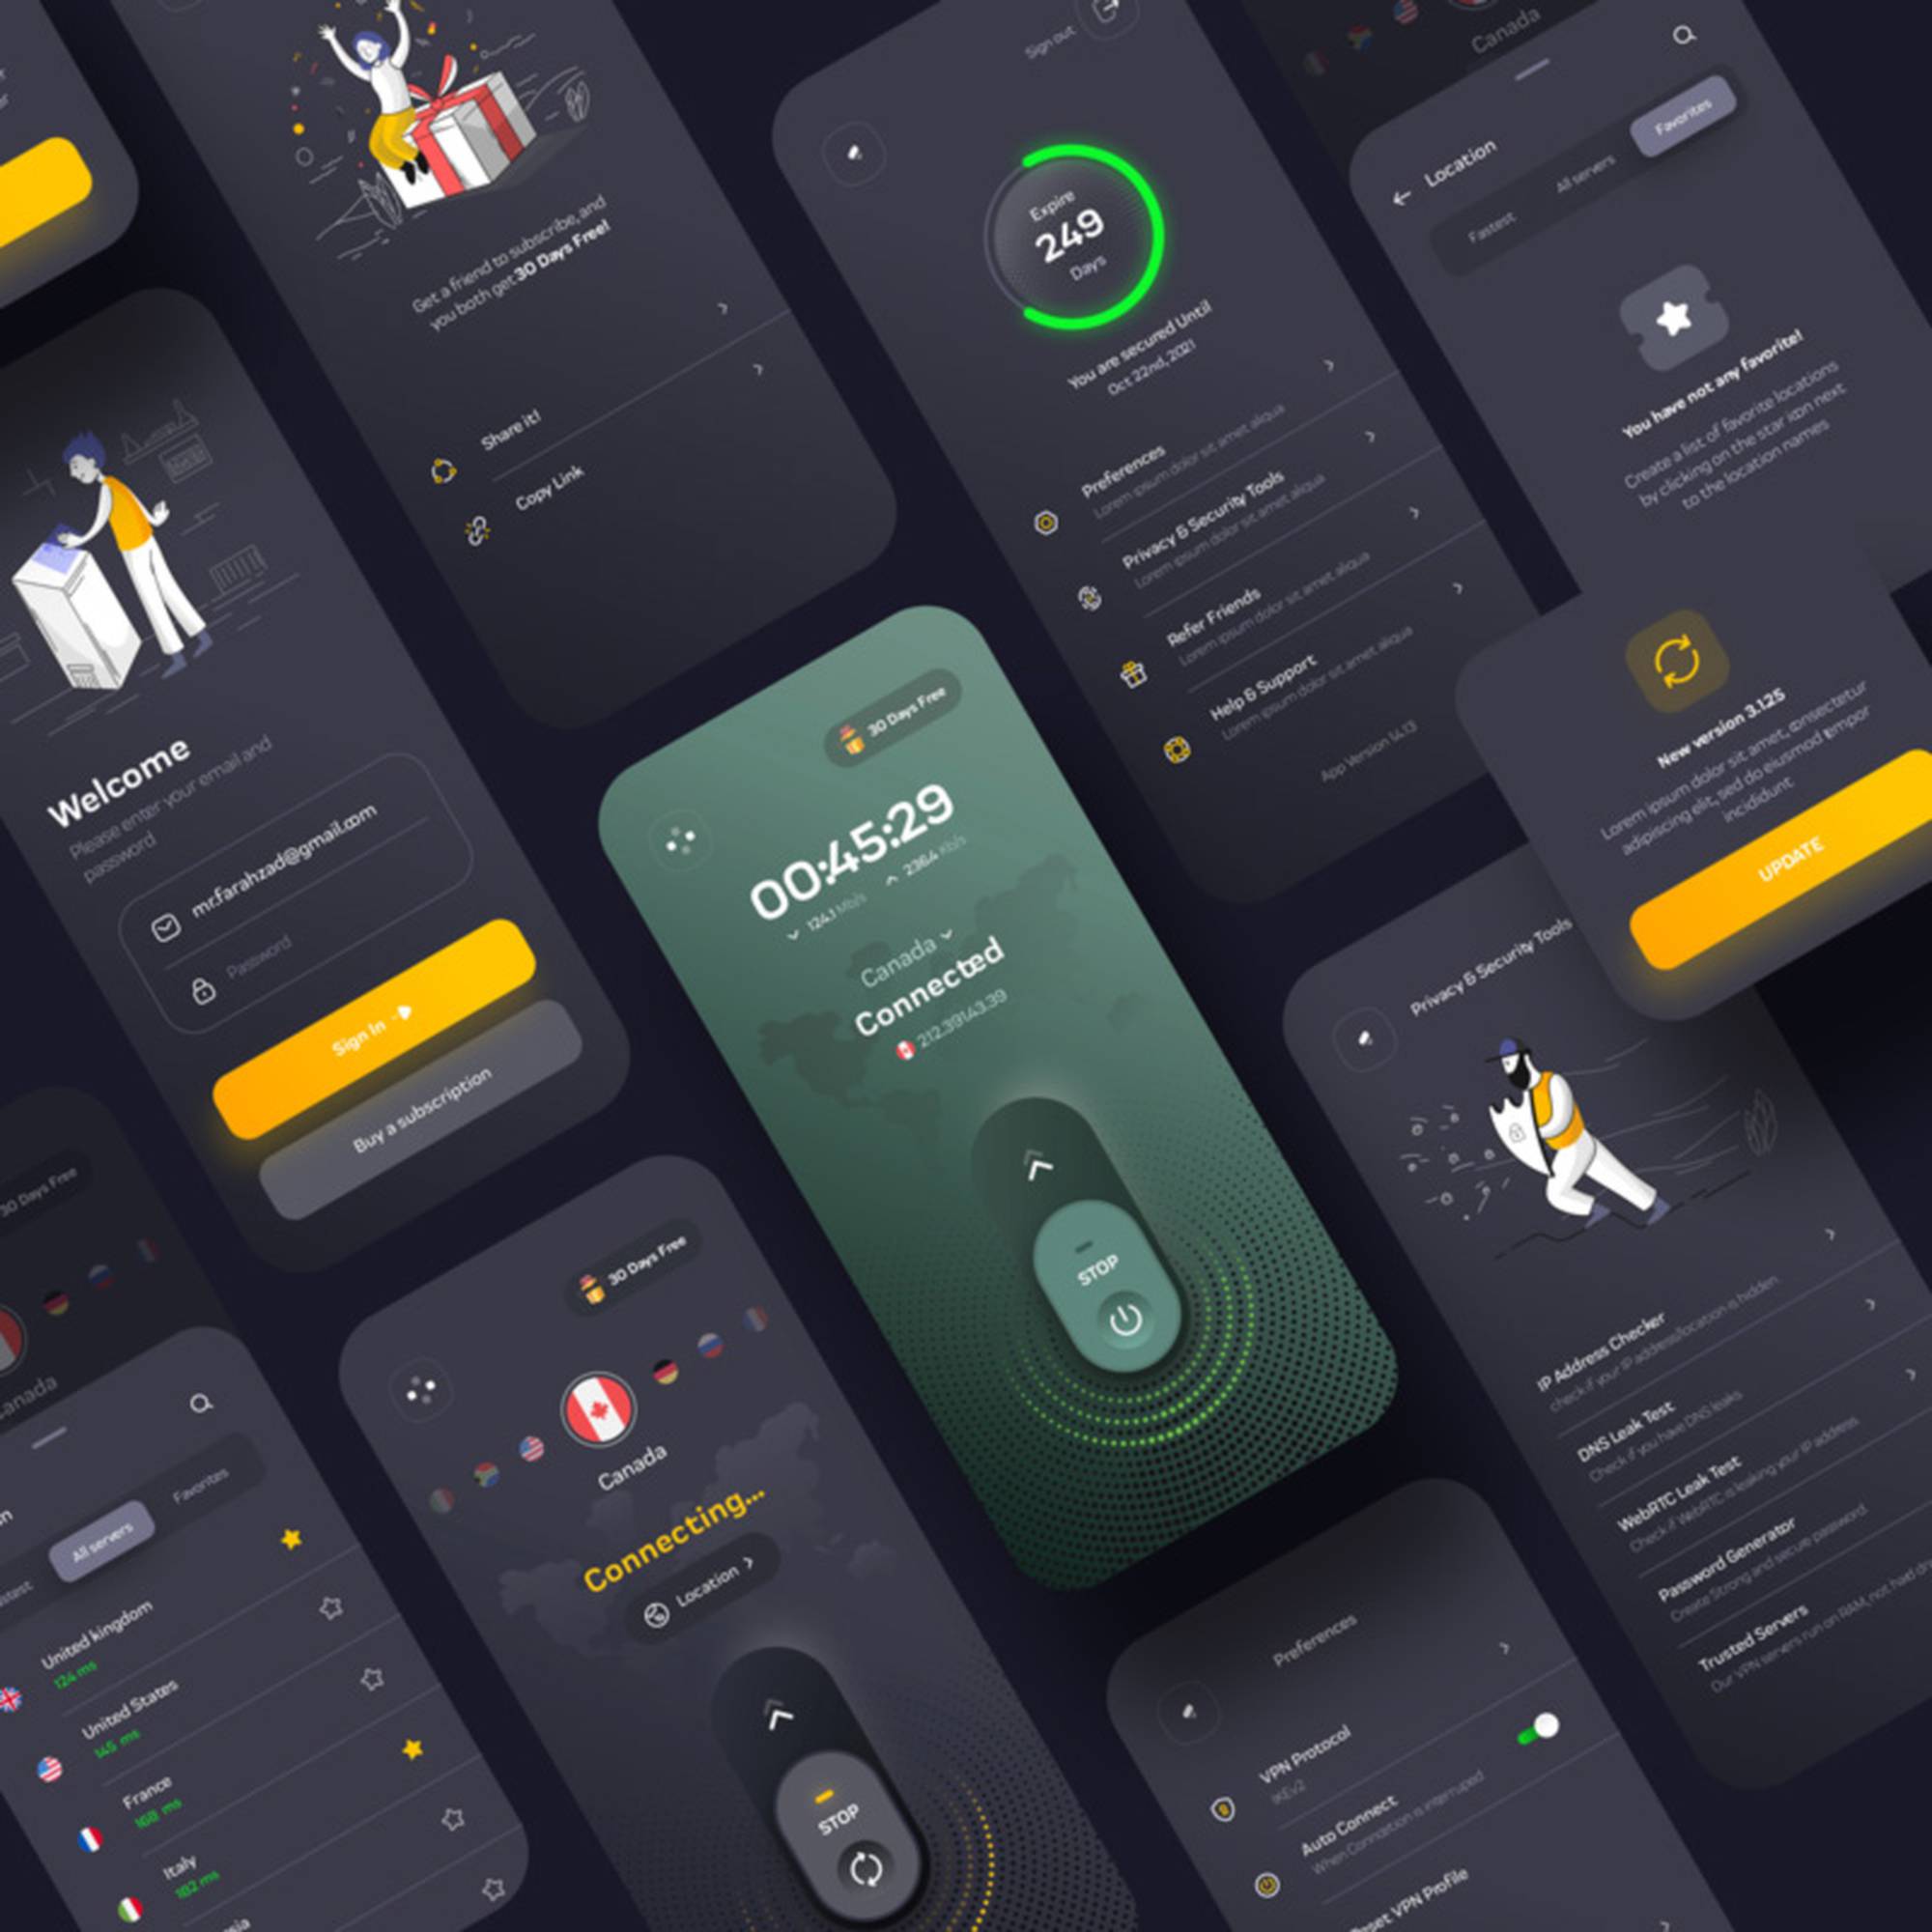 Get a friend to subscribe, and
you both get 30 Days Free!
Share it!
Copy Link
Sign out
Expire
249
Days
You are secured Until
Oct 22nd, 2021
Preferences
Lorem ipsum dolor sit amet aliqua
Privacy & Security Tools
Lorem ipsum dolor sit amet aliqua
Refer Friends
Lorem ipsum dolor sit amet aliqua
Help & Support
Lorem ipsum dolor sit amet aliqua
App Version 14.13
Canada
Location
Fastest
All servers
Favorites
You have not any favorite!
Create a list of favorite locations
by clicking on the star icon next
to the location names
New version 3.125
Lorem ipsum dolor sit amet, consectetur
adipiscing elit, sed do eiusmod tempor
incididunt
UPDATE
Welcome
Please enter your email and
password
mr.farahzad@gmail.com
Password
Sign In
Buy a subscription
30 Days Free
00:45:29
124.1 Mb/s
236.4 Kb/s
Canada
Connected
212.39.143.39
STOP
Privacy & Security Tools
IP Address Checker
check if your IP address/location is hidden.
DNS Leak Test
Check if you have DNS leaks.
WebRTC Leak Test
Check if WebRTC is leaking your IP address.
Password Generator
Create Strong and secure password.
Trusted Servers
Our VPN servers run on RAM, not had
30 Days Free
All servers
Favorites
United kingdom
124 ms
United States
145 ms
France
168 ms
Italy
182 ms
30 Days Free
Canada
Connecting...
Location
STOP
Preferences
VPN Protocol
IKEv2
Auto Connect
When Connection is interruped
Reset VPN Profile